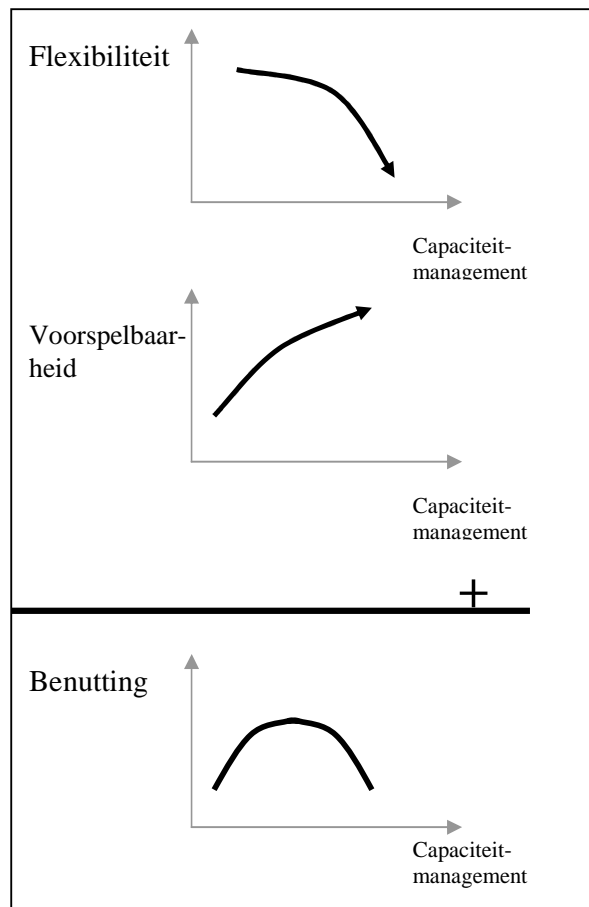 Flexibiliteit
Capaciteit-
management
Voorspelbaar-
heid
Capaciteit-
management
+
Benutting
Capaciteit-
management